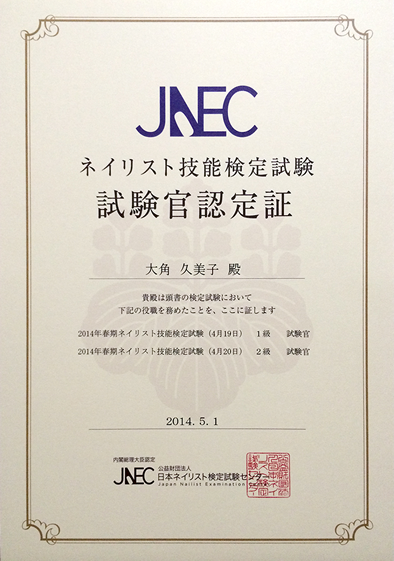 JNEC
ネイリスト技能検定試験
試験官認定証
大角 久美子 殿
貴殿は頭書の検定試験において
下記の役職を務めたことを、ここに証します
2014年春期ネイリスト技能検定試験（4月19日） 1級 試験官
2014年春期ネイリスト技能検定試験（4月20日） 2級 試験官
2014. 5. 1
内閣総理大臣認定
JNEC 公益財団法人
日本ネイリスト検定試験センター
Japan Nailist Examination